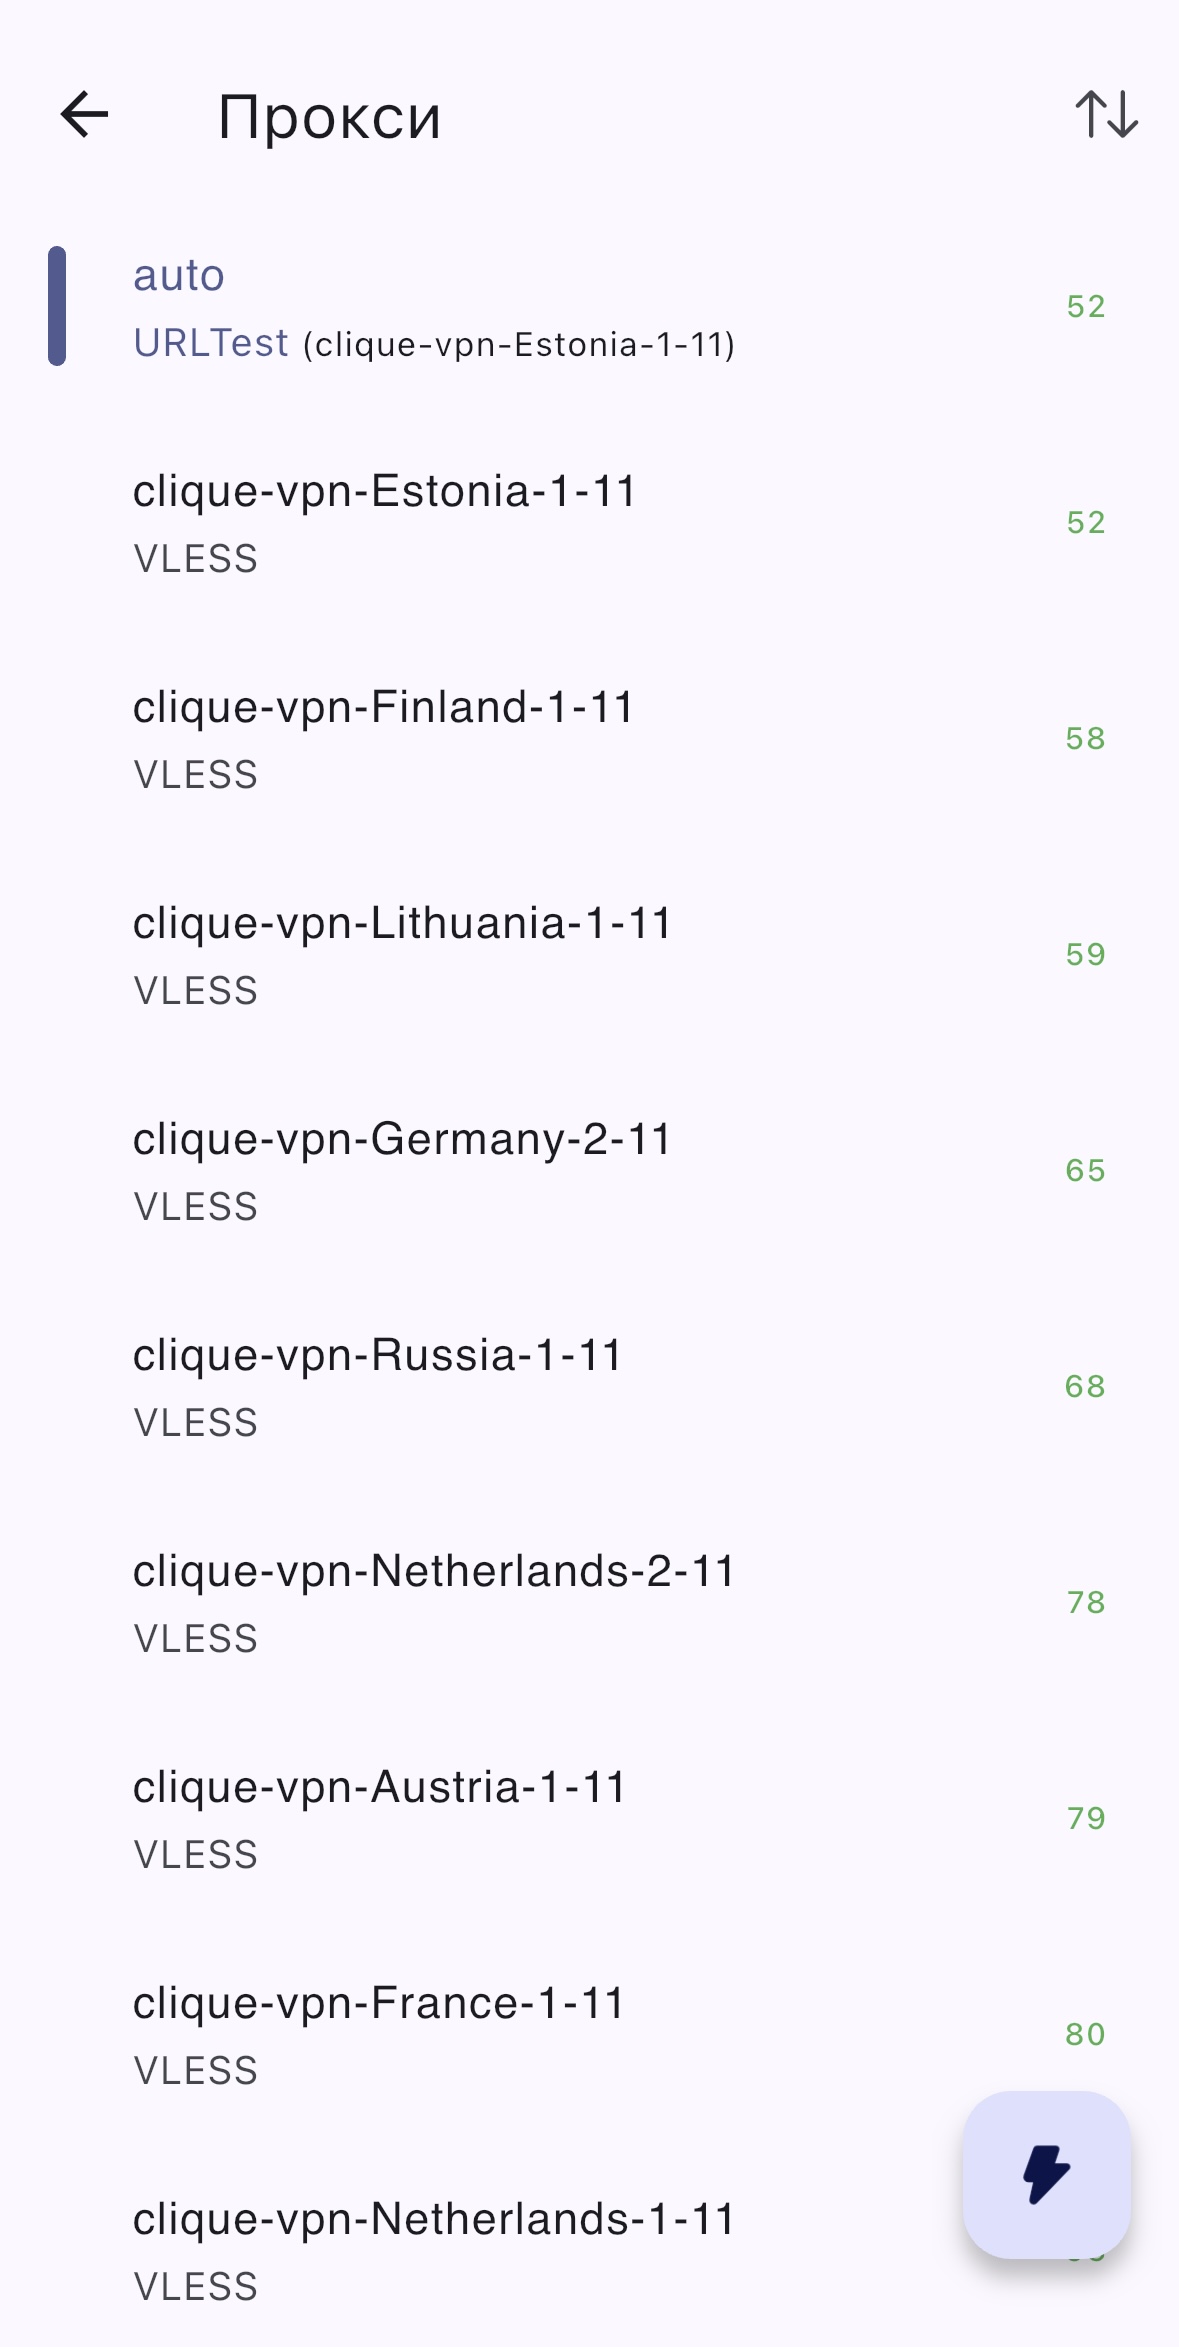 Прокси
auto
URLTest (clique-vpn-Estonia-1-11)
52
clique-vpn-Estonia-1-11
VLESS
52
clique-vpn-Finland-1-11
VLESS
58
clique-vpn-Lithuania-1-11
VLESS
59
clique-vpn-Germany-2-11
VLESS
65
clique-vpn-Russia-1-11
VLESS
68
clique-vpn-Netherlands-2-11
VLESS
78
clique-vpn-Austria-1-11
VLESS
79
clique-vpn-France-1-11
VLESS
80
clique-vpn-Netherlands-1-11
VLESS